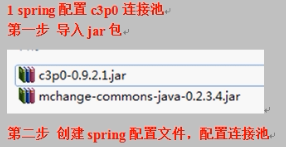 1 spring 配置 c3p0 连接池
第一步 导入 jar 包
c3p0-0.9.2.1.jar
mchange-commons-java-0.2.3.4.jar
第二步 创建 spring 配置文件，配置连接池